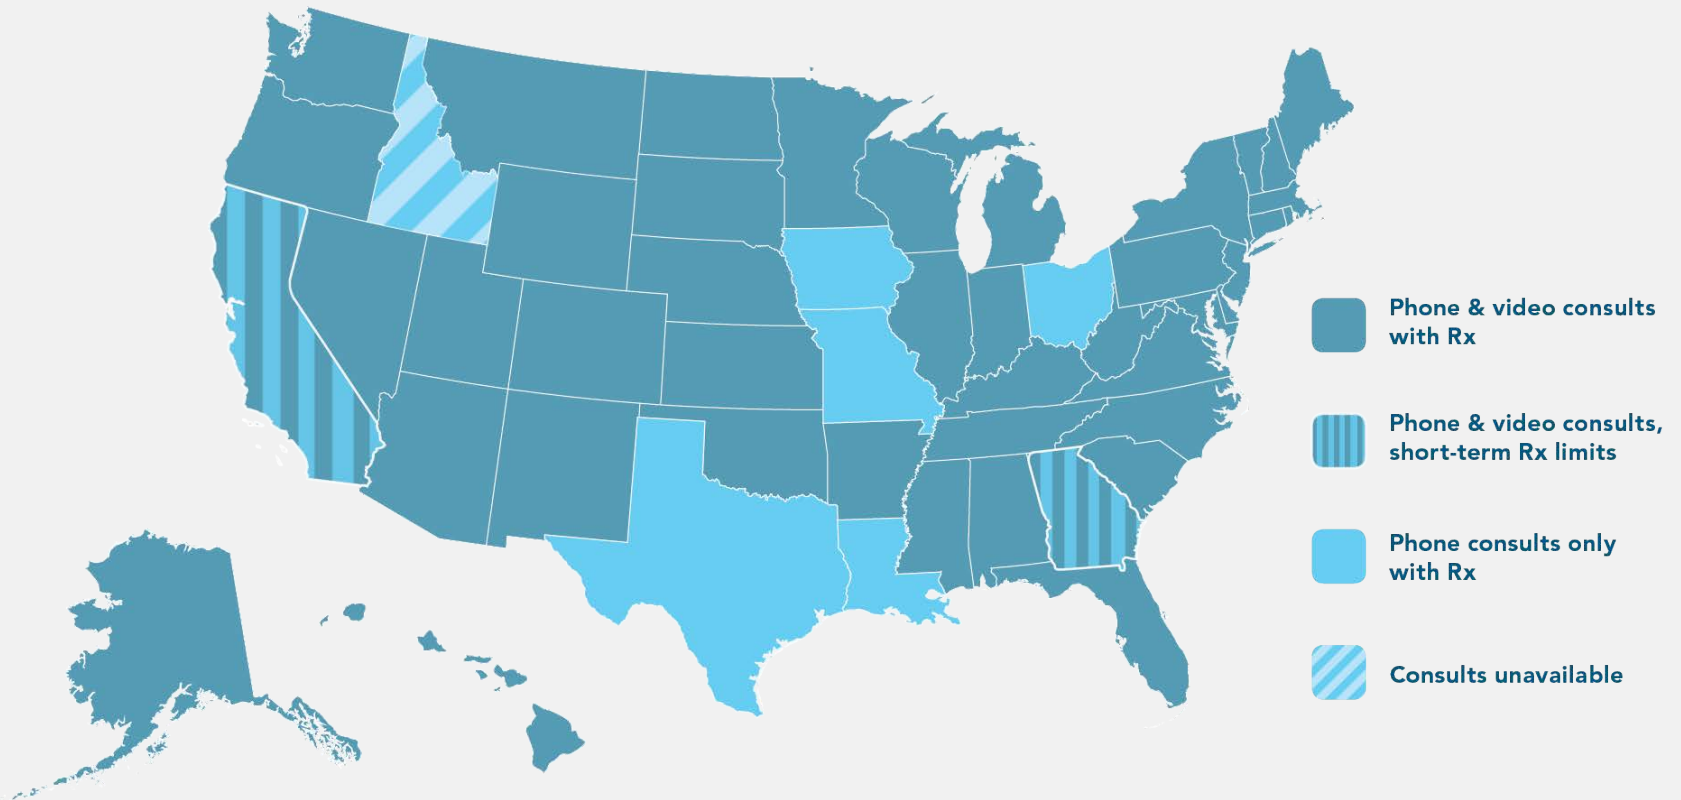 Phone & video consults
with Rx
Phone & video consults,
short-term Rx limits
Phone consults only
with Rx
Consults unavailable